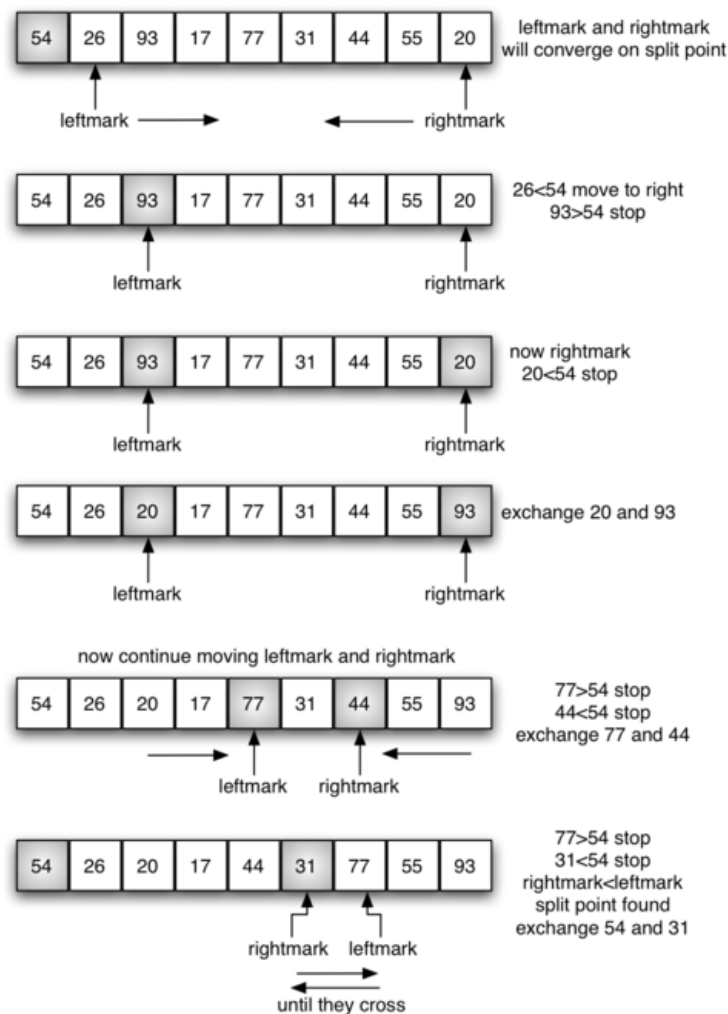 54 26 93 17 77 31 44 55 20
leftmark and rightmark
will converge on split point
leftmark rightmark
54 26 93 17 77 31 44 55 20
26<54 move to right
93>54 stop
leftmark rightmark
54 26 93 17 77 31 44 55 20
now rightmark
20<54 stop
leftmark rightmark
54 26 20 17 77 31 44 55 93
exchange 20 and 93
leftmark rightmark
now continue moving leftmark and rightmark
54 26 20 17 77 31 44 55 93
77>54 stop
44<54 stop
exchange 77 and 44
leftmark rightmark
54 26 20 17 44 31 77 55 93
77>54 stop
31<54 stop
rightmark<leftmark
split point found
exchange 54 and 31
rightmark leftmark
until they cross